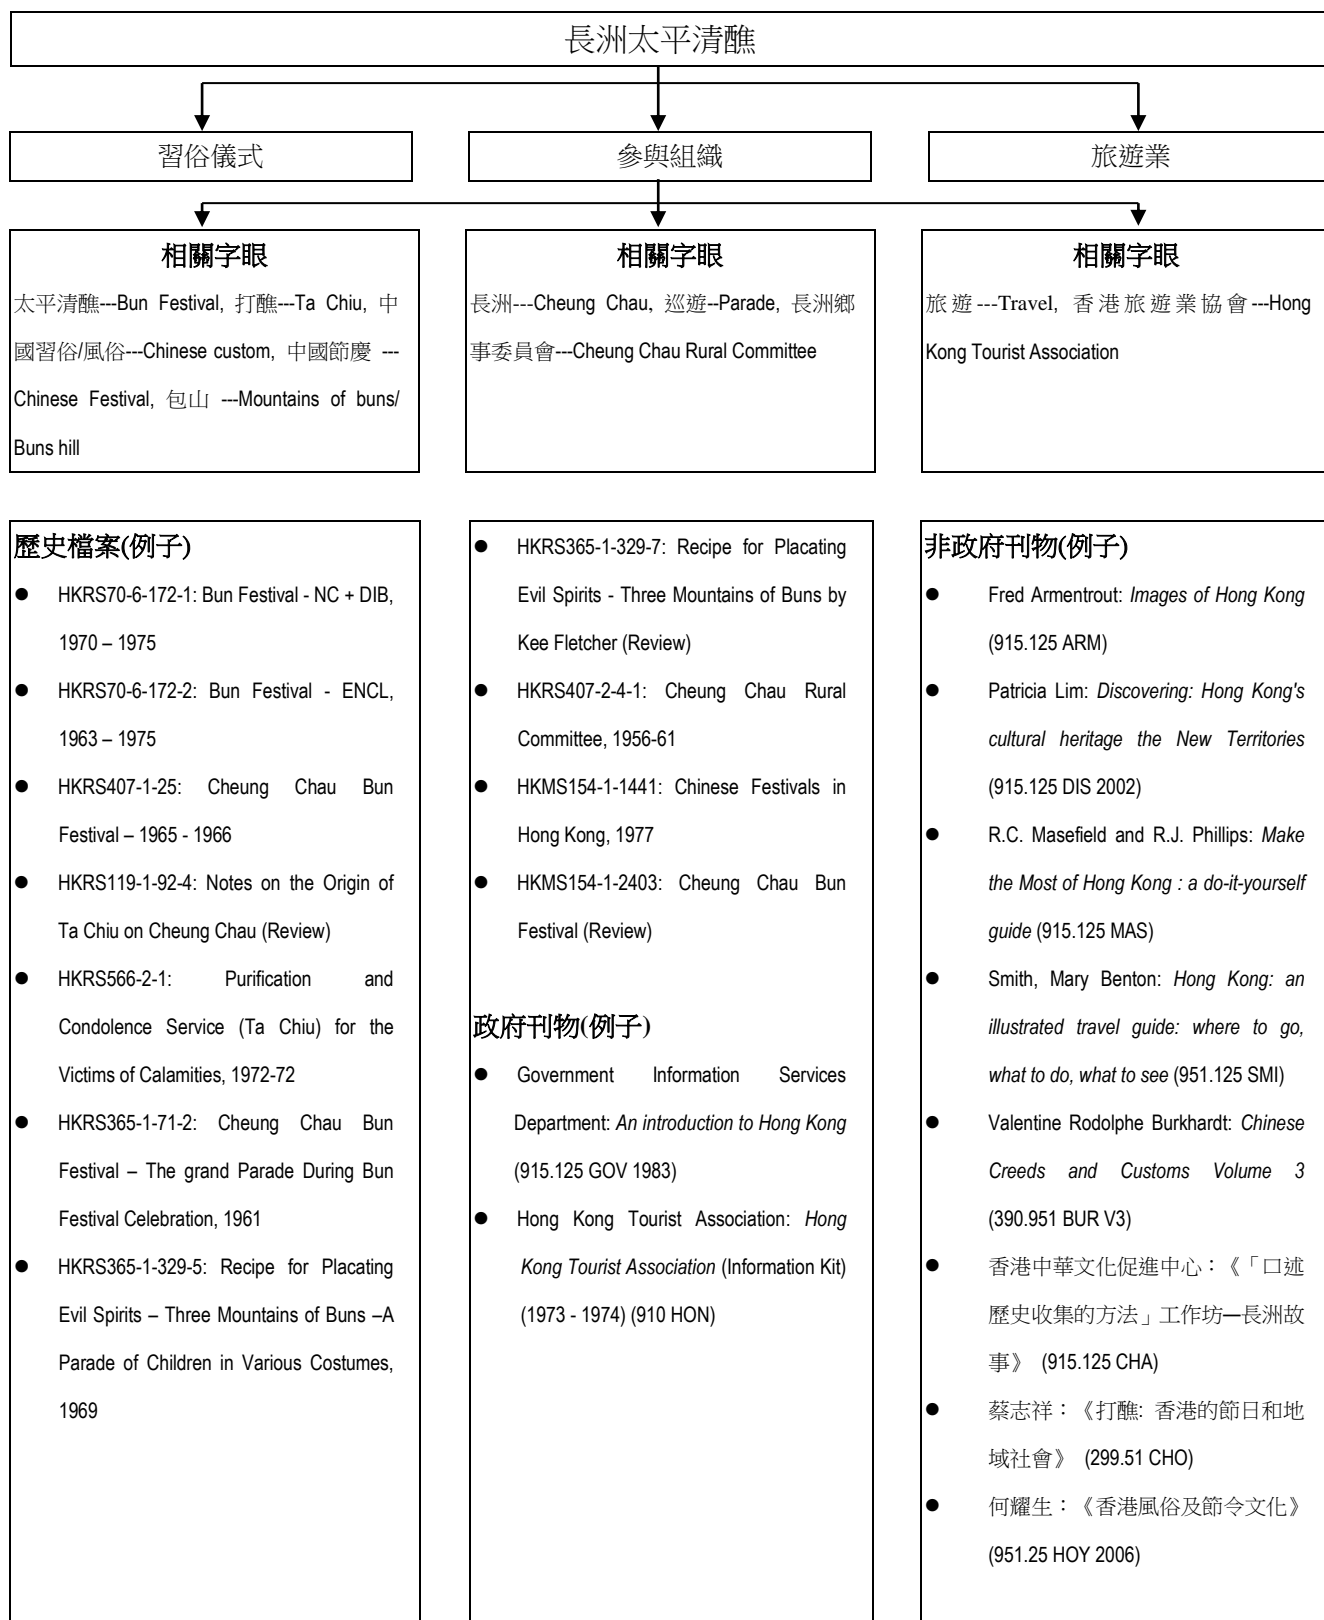 長洲太平清醮
習俗儀式
參與組織
旅遊業
相關字眼
太平清醮---Bun Festival, 打醮---Ta Chiu, 中
國習俗/風俗---Chinese custom, 中國節慶 ---
Chinese Festival, 包山 ---Mountains of buns/
Buns hill
相關字眼
長洲---Cheung Chau, 巡遊--Parade, 長洲鄉
事委員會---Cheung Chau Rural Committee
相關字眼
旅遊---Travel, 香港旅遊業協會---Hong
Kong Tourist Association
歷史檔案(例子)
● HKRS70-6-172-1: Bun Festival - NC + DIB,
1970 – 1975
● HKRS70-6-172-2: Bun Festival - ENCL,
1963 – 1975
● HKRS407-1-25: Cheung Chau Bun
Festival – 1965 - 1966
● HKRS119-1-92-4: Notes on the Origin of
Ta Chiu on Cheung Chau (Review)
● HKRS566-2-1: Purification and
Condolence Service (Ta Chiu) for the
Victims of Calamities, 1972-72
● HKRS365-1-71-2: Cheung Chau Bun
Festival – The grand Parade During Bun
Festival Celebration, 1961
● HKRS365-1-329-5: Recipe for Placating
Evil Spirits – Three Mountains of Buns –A
Parade of Children in Various Costumes,
1969
● HKRS365-1-329-7: Recipe for Placating
Evil Spirits - Three Mountains of Buns by
Kee Fletcher (Review)
● HKRS407-2-4-1: Cheung Chau Rural
Committee, 1956-61
● HKMS154-1-1441: Chinese Festivals in
Hong Kong, 1977
● HKMS154-1-2403: Cheung Chau Bun
Festival (Review)
政府刊物(例子)
● Government Information Services
Department: An introduction to Hong Kong
(915.125 GOV 1983)
● Hong Kong Tourist Association: Hong
Kong Tourist Association (Information Kit)
(1973 - 1974) (910 HON)
非政府刊物(例子)
● Fred Armentrout: Images of Hong Kong
(915.125 ARM)
● Patricia Lim: Discovering: Hong Kong's
cultural heritage the New Territories
(915.125 DIS 2002)
● R.C. Masefield and R.J. Phillips: Make
the Most of Hong Kong : a do-it-yourself
guide (915.125 MAS)
● Smith, Mary Benton: Hong Kong: an
illustrated travel guide: where to go,
what to do, what to see (951.125 SMI)
● Valentine Rodolphe Burkhardt: Chinese
Creeds and Customs Volume 3
(390.951 BUR V3)
● 香港中華文化促進中心：《「口述
歷史收集的方法」工作坊—長洲故
事》 (915.125 CHA)
● 蔡志祥：《打醮: 香港的節日和地
域社會》 (299.51 CHO)
● 何耀生：《香港風俗及節令文化》
(951.25 HOY 2006)